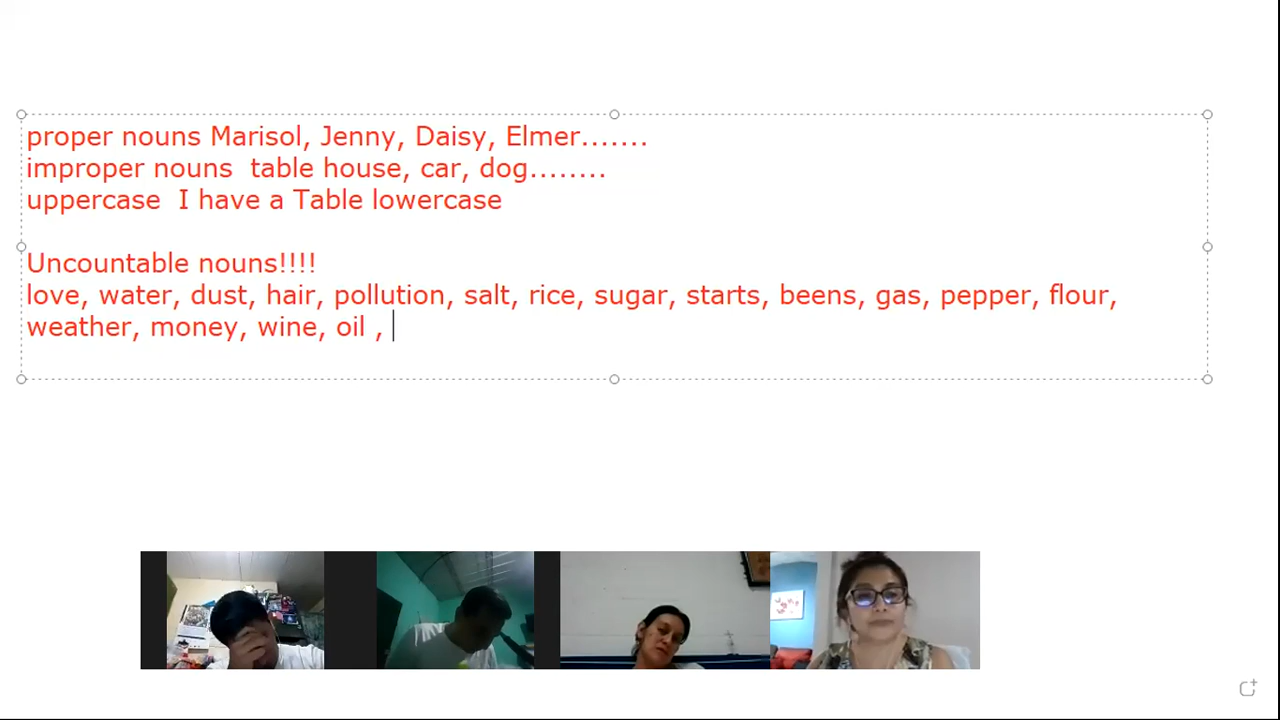 proper nouns Marisol, Jenny, Daisy, Elmer.......
improper nouns  table house, car, dog........
uppercase  I have a Table lowercase
Uncountable nouns!!!!
love, water, dust, hair, pollution, salt, rice, sugar, starts, beens, gas, pepper, flour,
weather, money, wine, oil ,